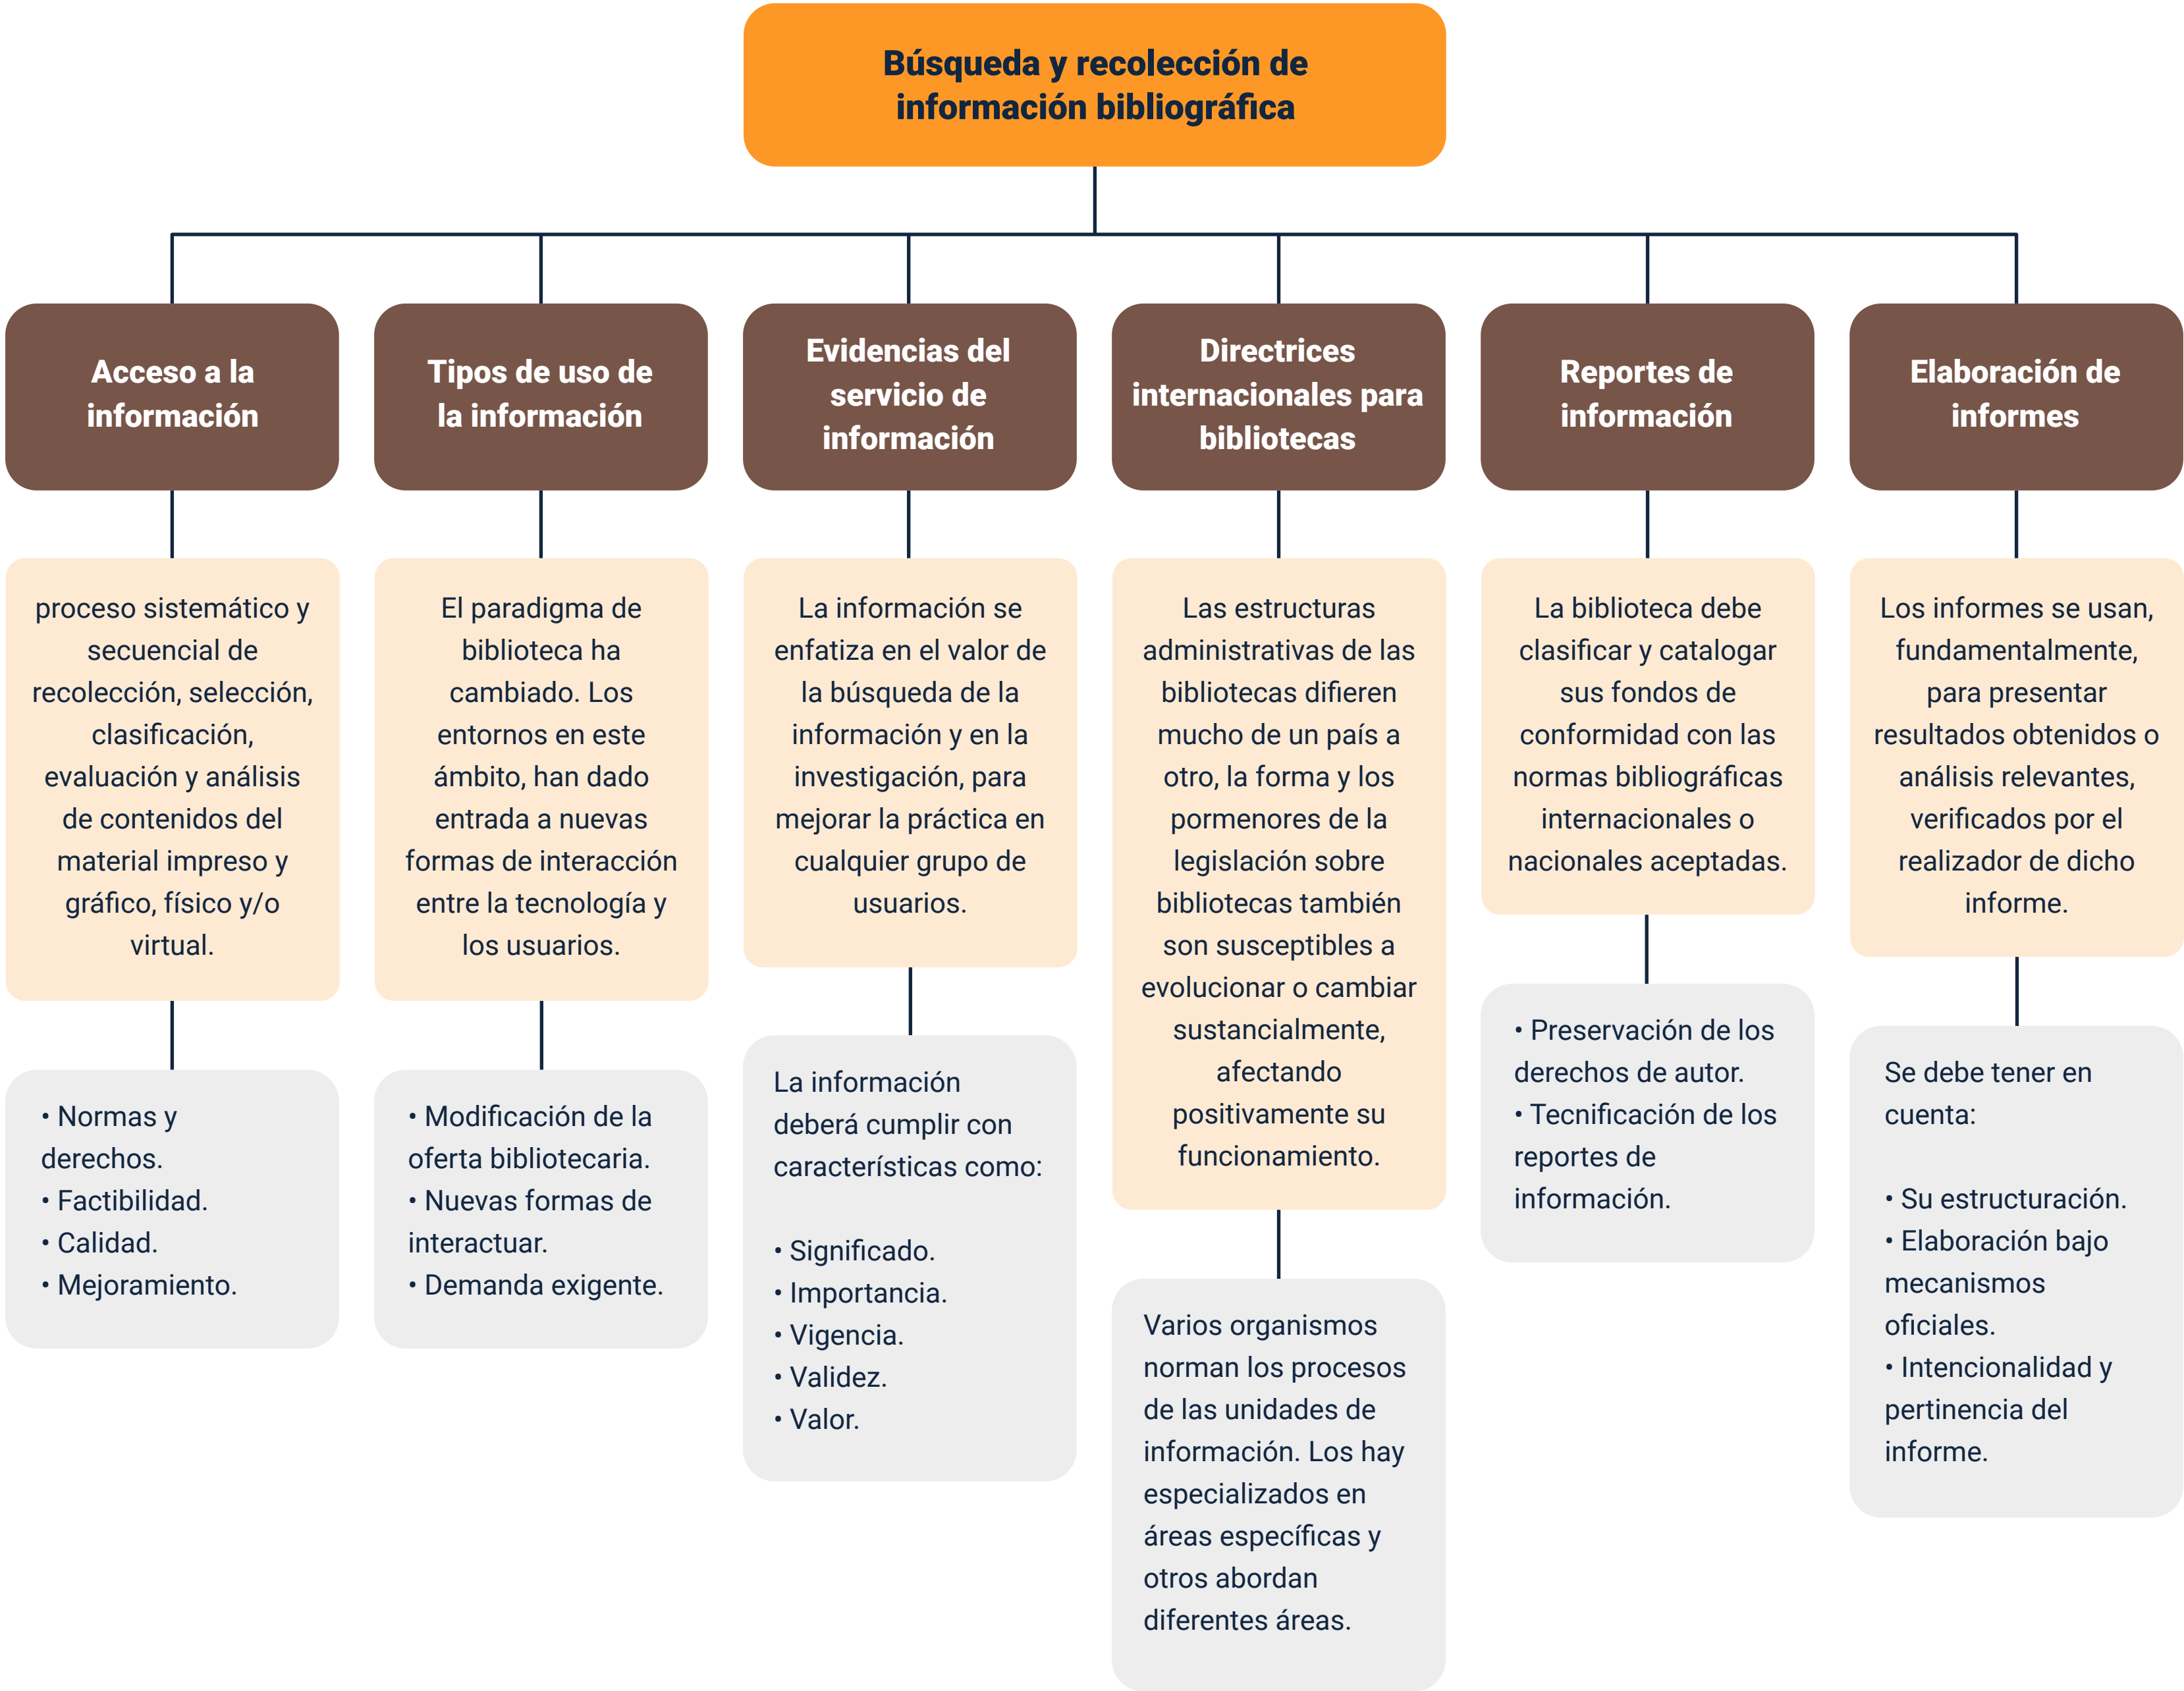 Búsqueda y recolección de
información bibliográfica
Acceso a la
información
proceso sistemático y
secuencial de
recolección, selección,
clasificación,
evaluación y análisis
de contenidos del
material impreso y
gráfico, físico y/o
virtual.
• Normas y
derechos.
• Factibilidad.
• Calidad.
• Mejoramiento.
Tipos de uso de
la información
El paradigma de
biblioteca ha
cambiado. Los
entornos en este
ámbito, han dado
entrada a nuevas
formas de interacción
entre la tecnología y
los usuarios.
• Modificación de la
oferta bibliotecaria.
• Nuevas formas de
interactuar.
• Demanda exigente.
Evidencias del
servicio de
información
La información se
enfatiza en el valor de
la búsqueda de la
información y en la
investigación, para
mejorar la práctica en
cualquier grupo de
usuarios.
La información
deberá cumplir con
características como:
• Significado.
• Importancia.
• Vigencia.
• Validez.
• Valor.
Directrices
internacionales para
bibliotecas
Las estructuras
administrativas de las
bibliotecas difieren
mucho de un país a
otro, la forma y los
pormenores de la
legislación sobre
bibliotecas también
son susceptibles a
evolucionar o cambiar
sustancialmente,
afectando
positivamente su
funcionamiento.
Varios organismos
norman los procesos
de las unidades de
información. Los hay
especializados en
áreas específicas y
otros abordan
diferentes áreas.
Reportes de
información
La biblioteca debe
clasificar y catalogar
sus fondos de
conformidad con las
normas bibliográficas
internacionales o
nacionales aceptadas.
• Preservación de los
derechos de autor.
• Tecnificación de los
reportes de
información.
Elaboración de
informes
Los informes se usan,
fundamentalmente,
para presentar
resultados obtenidos o
análisis relevantes,
verificados por el
realizador de dicho
informe.
Se debe tener en
cuenta:
• Su estructuración.
• Elaboración bajo
mecanismos
oficiales.
• Intencionalidad y
pertinencia del
informe.